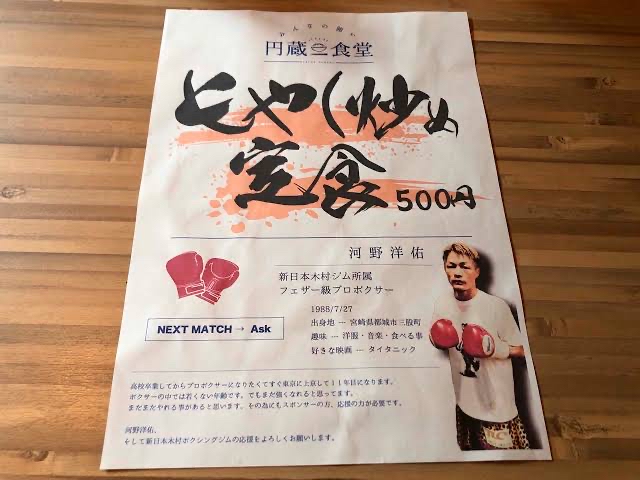 みんなの憩い
円蔵 食堂
もやし炒め
定食 500円
河野洋佑
新日本木村ジム所属
フェザー級プロボクサー
1988/7/27
出身地 --- 宮崎県都城市三股町
趣味 --- 洋服・音楽・食べる事
好きな映画 --- タイタニック
NEXT MATCH → Ask
高校卒業してからプロボクサーになりたくてすぐ東京に上京して11年目になります。
ボクサーの中では若くない年齢です。でもまだ強くなれると思ってます。
まだまだやれる事があると思います。その為にもスポンサーの方、応援の力が必要です。
河野洋佑、
そして新日本木村ボクシングジムの応援をよろしくお願いします。